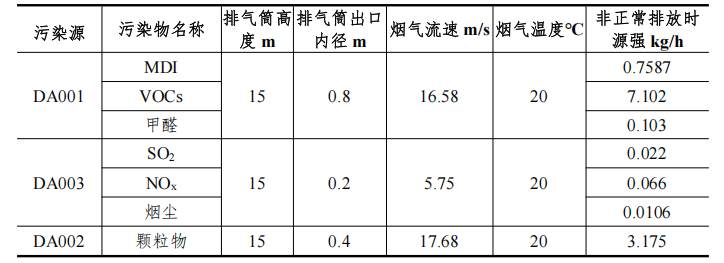 污染源 污染物名称 排气筒高度 m 排气筒出口内径 m 烟气流速 m/s 烟气温度℃ 非正常排放时源强 kg/h
DA001 MDI 15 0.8 16.58 20 0.7587
VOCs 7.102
甲醛 0.103
DA003 SO₂ 15 0.2 5.75 20 0.022
NOₓ 0.066
烟尘 0.0106
DA002 颗粒物 15 0.4 17.68 20 3.175